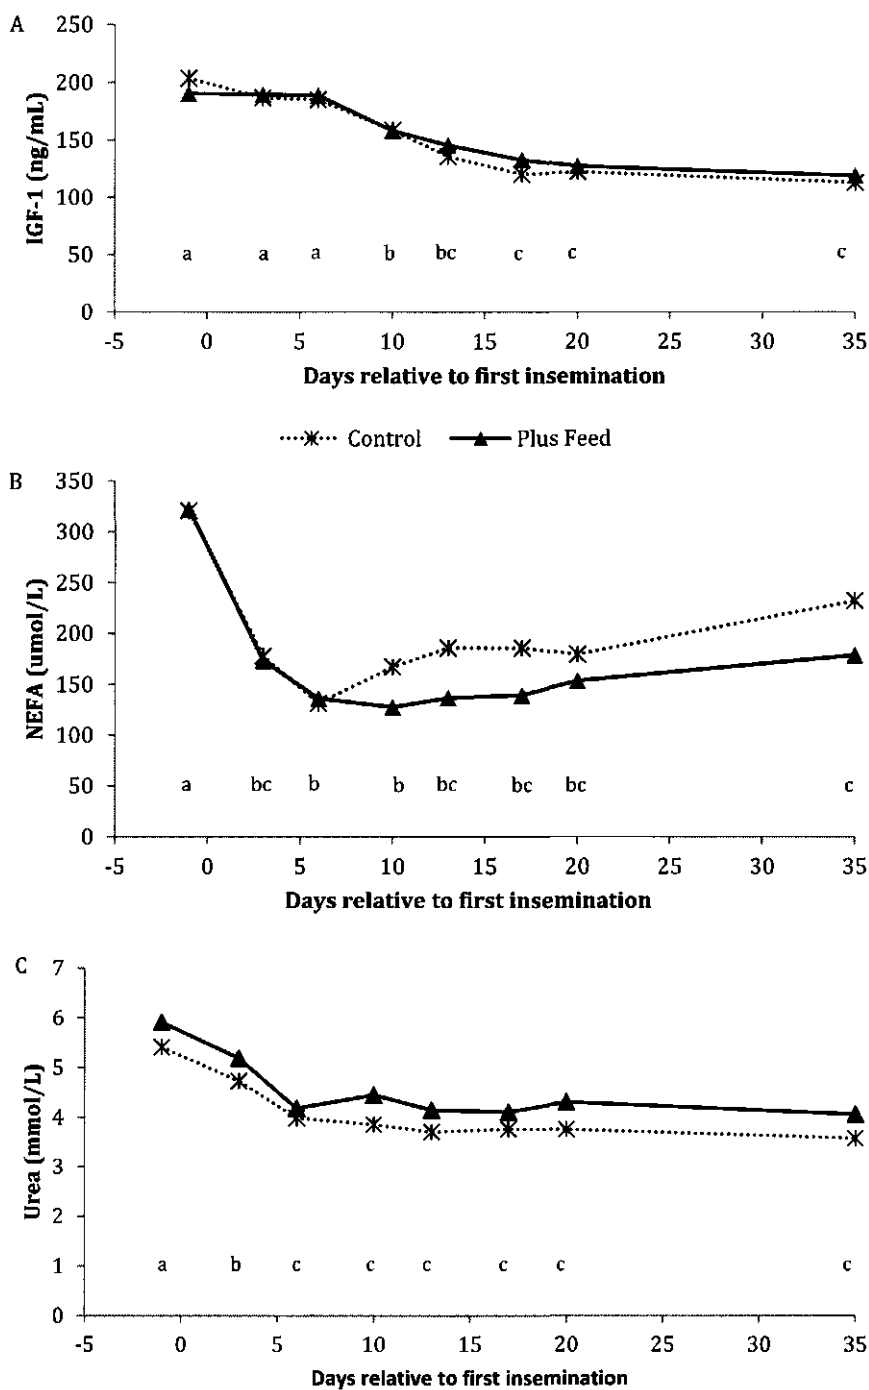 A
250
200
150
100
50
0
IGF-1 (ng/mL)
a a a b bc c c c
-5 0 5 10 15 20 25 30 35
Days relative to first insemination
Control Plus Feed
B
350
300
250
200
150
100
50
0
NEFA (umol/L)
a bc b b bc bc bc c
-5 0 5 10 15 20 25 30 35
Days relative to first insemination
C
7
6
5
4
3
2
1
0
Urea (mmol/L)
a b c c c c c c
-5 0 5 10 15 20 25 30 35
Days relative to first insemination